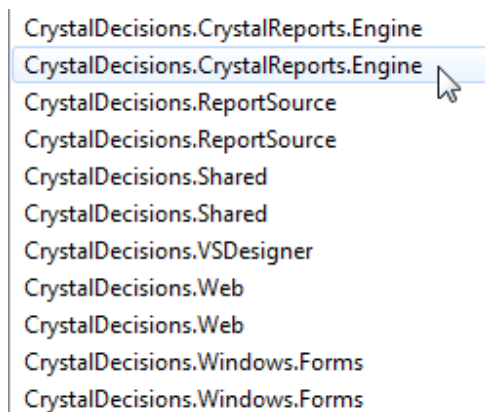 CrystalDecisions.CrystalReports.Engine
CrystalDecisions.CrystalReports.Engine
CrystalDecisions.ReportSource
CrystalDecisions.ReportSource
CrystalDecisions.Shared
CrystalDecisions.Shared
CrystalDecisions.VSDesigner
CrystalDecisions.Web
CrystalDecisions.Web
CrystalDecisions.Windows.Forms
CrystalDecisions.Windows.Forms